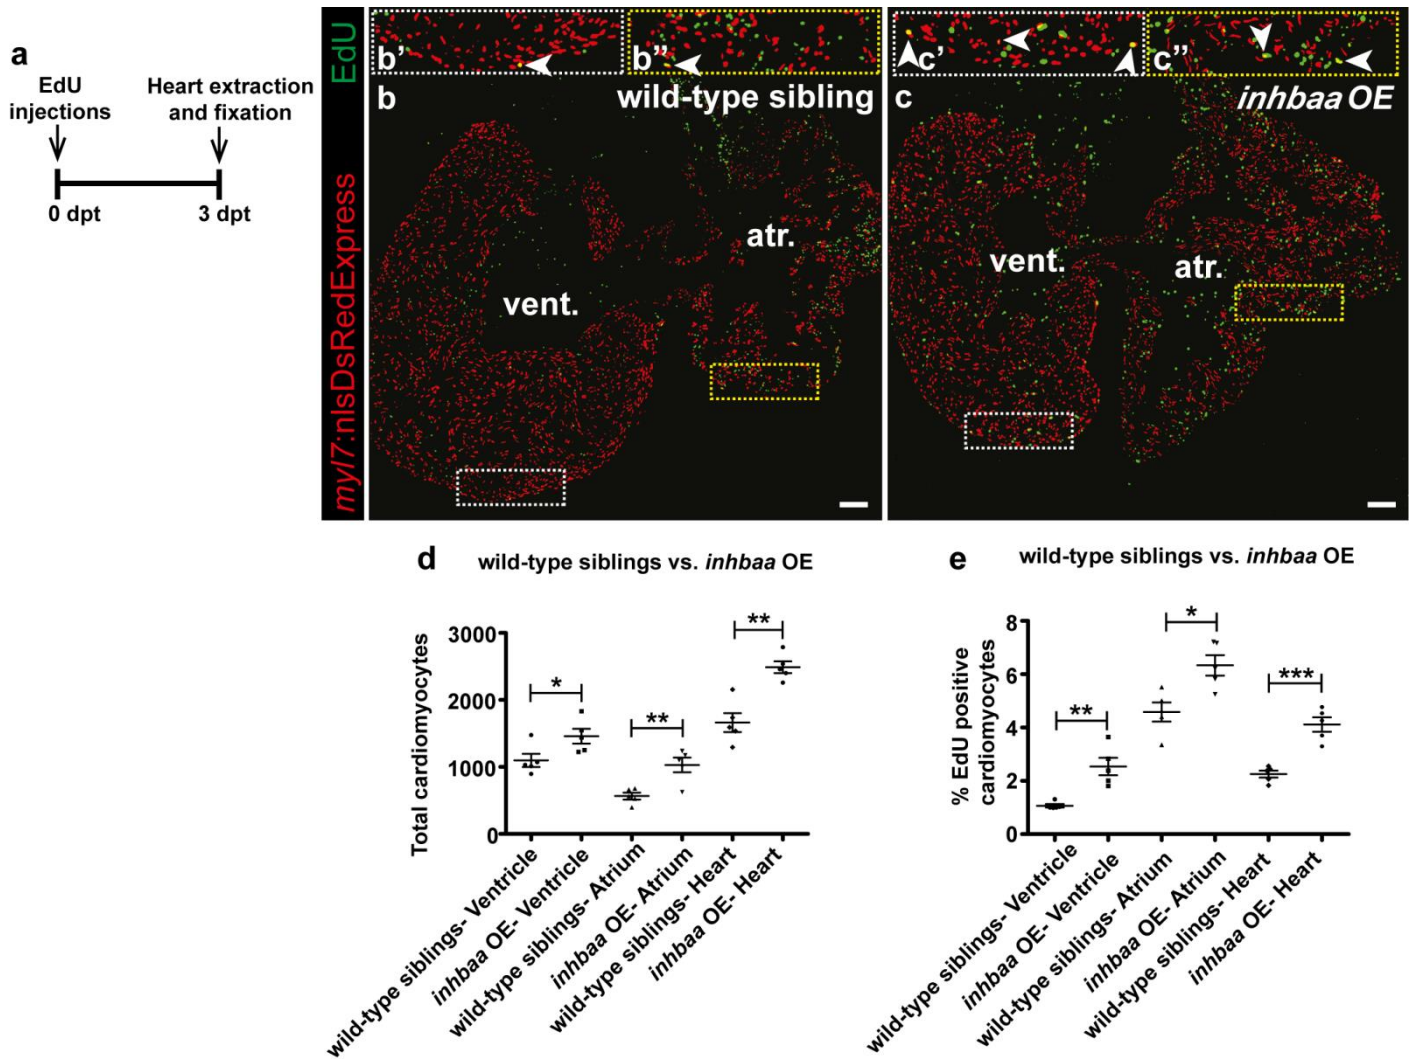 a
EdU
injections
Heart extraction
and fixation
0 dpt
3 dpt
myl7:nlsDsRedExpress EdU
b’
b’’
b
wild-type sibling
vent.
atr.
c’
c’’
c
inhbaa OE
vent.
atr.
d
wild-type siblings vs. inhbaa OE
Total cardiomyocytes
3000
2000
1000
0
*
**
**
wild-type siblings- Ventricle
inhbaa OE- Ventricle
wild-type siblings- Atrium
inhbaa OE- Atrium
wild-type siblings- Heart
inhbaa OE- Heart
e
wild-type siblings vs. inhbaa OE
% EdU positive
cardiomyocytes
8
6
4
2
0
**
*
***
wild-type siblings- Ventricle
inhbaa OE- Ventricle
wild-type siblings- Atrium
inhbaa OE- Atrium
wild-type siblings- Heart
inhbaa OE- Heart